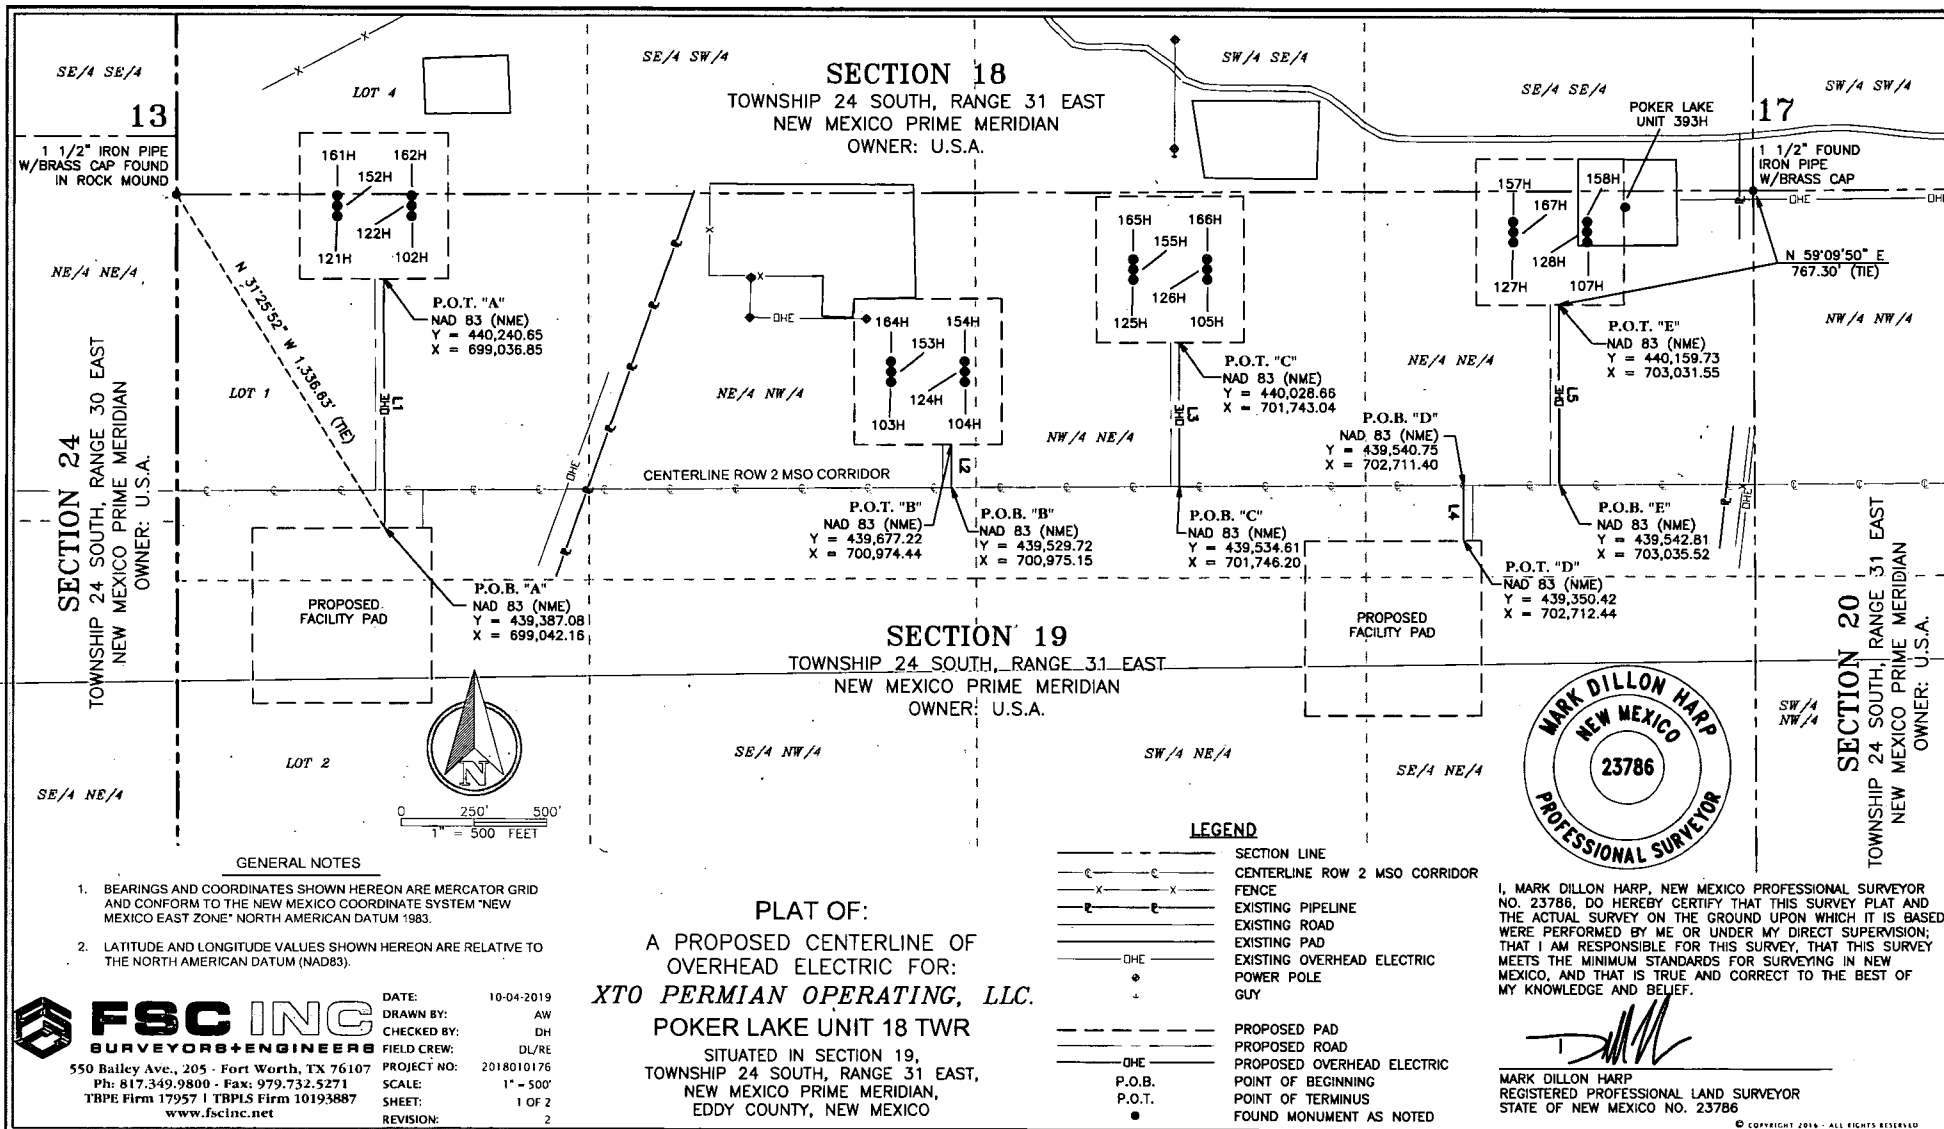 SE/4 SE/4
LOT 4
SE/4 SW/4
SECTION 18
TOWNSHIP 24 SOUTH, RANGE 31 EAST
NEW MEXICO PRIME MERIDIAN
OWNER: U.S.A.
SW/4 SE/4
SE/4 SE/4
SW/4 SW/4
13
17
POKER LAKE
UNIT 393H
1 1/2" IRON PIPE
W/BRASS CAP FOUND
IN ROCK MOUND
1 1/2" FOUND
IRON PIPE
W/BRASS CAP
161H
162H
152H
122H
121H
102H
165H
166H
155H
126H
125H
105H
157H
158H
167H
128H
127H
107H
OHE
OHE
N 59°09'50" E
767.30' (TIE)
NE/4 NE/4
N 31°25'52" W 1,336.63' (TIE)
P.O.T. "A"
NAD 83 (NME)
Y = 440,240.65
X = 699,036.85
X
OHE
164H
154H
153H
124H
103H
104H
P.O.T. "C"
NAD 83 (NME)
Y = 440,028.66
X = 701,743.04
P.O.T. "E"
NAD 83 (NME)
Y = 440,159.73
X = 703,031.55
NW/4 NW/4
LOT 1
L1
OHE
NE/4 NW/4
NW/4 NE/4
NE/4 NE/4
L3
OHE
L5
OHE
P.O.B. "D"
NAD 83 (NME)
Y = 439,540.75
X = 702,711.40
SECTION 24
TOWNSHIP 24 SOUTH, RANGE 30 EAST
NEW MEXICO PRIME MERIDIAN
OWNER: U.S.A.
OHE
CENTERLINE ROW 2 MSO CORRIDOR
L2
L4
OHE
P.O.T. "B"
NAD 83 (NME)
Y = 439,677.22
X = 700,974.44
P.O.B. "B"
NAD 83 (NME)
Y = 439,529.72
X = 700,975.15
P.O.B. "C"
NAD 83 (NME)
Y = 439,534.61
X = 701,746.20
P.O.B. "E"
NAD 83 (NME)
Y = 439,542.81
X = 703,035.52
P.O.T. "D"
NAD 83 (NME)
Y = 439,350.42
X = 702,712.44
P.O.B. "A"
NAD 83 (NME)
Y = 439,387.08
X = 699,042.16
PROPOSED
FACILITY PAD
PROPOSED
FACILITY PAD
SECTION 19
TOWNSHIP 24 SOUTH, RANGE 31 EAST
NEW MEXICO PRIME MERIDIAN
OWNER: U.S.A.
SECTION 20
TOWNSHIP 24 SOUTH, RANGE 31 EAST
NEW MEXICO PRIME MERIDIAN
OWNER: U.S.A.
SW/4
NW/4
MARK DILLON HARP
NEW MEXICO
23786
PROFESSIONAL SURVEYOR
LOT 2
SE/4 NE/4
N
SE/4 NW/4
SW/4 NE/4
SE/4 NE/4
0 250' 500'
1" = 500 FEET
GENERAL NOTES
1. BEARINGS AND COORDINATES SHOWN HEREON ARE MERCATOR GRID
AND CONFORM TO THE NEW MEXICO COORDINATE SYSTEM "NEW
MEXICO EAST ZONE" NORTH AMERICAN DATUM 1983.
2. LATITUDE AND LONGITUDE VALUES SHOWN HEREON ARE RELATIVE TO
THE NORTH AMERICAN DATUM (NAD83).
FSC INC
SURVEYORS+ENGINEERS
550 Bailey Ave., 205 - Fort Worth, TX 76107
Ph: 817.349.9800 - Fax: 979.732.5271
TBPE Firm 17957 | TBPLS Firm 10193887
www.fscinc.net
DATE: 10-04-2019
DRAWN BY: AW
CHECKED BY: DH
FIELD CREW: DL/RE
PROJECT NO: 2018010176
SCALE: 1" = 500'
SHEET: 1 OF 2
REVISION: 2
PLAT OF:
A PROPOSED CENTERLINE OF
OVERHEAD ELECTRIC FOR:
XTO PERMIAN OPERATING, LLC.
POKER LAKE UNIT 18 TWR
SITUATED IN SECTION 19,
TOWNSHIP 24 SOUTH, RANGE 31 EAST,
NEW MEXICO PRIME MERIDIAN,
EDDY COUNTY, NEW MEXICO
LEGEND
SECTION LINE
CENTERLINE ROW 2 MSO CORRIDOR
X X FENCE
EXISTING PIPELINE
EXISTING ROAD
EXISTING PAD
OHE EXISTING OVERHEAD ELECTRIC
POWER POLE
GUY
PROPOSED PAD
PROPOSED ROAD
OHE PROPOSED OVERHEAD ELECTRIC
P.O.B. POINT OF BEGINNING
P.O.T. POINT OF TERMINUS
FOUND MONUMENT AS NOTED
I, MARK DILLON HARP, NEW MEXICO PROFESSIONAL SURVEYOR
NO. 23786, DO HEREBY CERTIFY THAT THIS SURVEY PLAT AND
THE ACTUAL SURVEY ON THE GROUND UPON WHICH IT IS BASED
WERE PERFORMED BY ME OR UNDER MY DIRECT SUPERVISION;
THAT I AM RESPONSIBLE FOR THIS SURVEY, THAT THIS SURVEY
MEETS THE MINIMUM STANDARDS FOR SURVEYING IN NEW
MEXICO, AND THAT IS TRUE AND CORRECT TO THE BEST OF
MY KNOWLEDGE AND BELIEF.
MARK DILLON HARP
REGISTERED PROFESSIONAL LAND SURVEYOR
STATE OF NEW MEXICO NO. 23786
© COPYRIGHT 2016 - ALL RIGHTS RESERVED